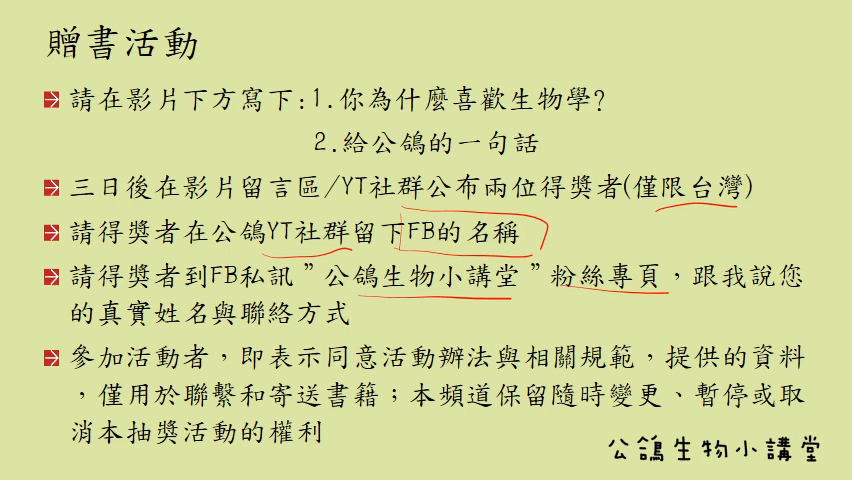 贈書活動
請在影片下方寫下:1.你為什麼喜歡生物學?
2.給公鴿的一句話
三日後在影片留言區/YT社群公布兩位得獎者(僅限台灣)
請得獎者在公鴿YT社群留下FB的名稱
請得獎者到FB私訊”公鴿生物小講堂”粉絲專頁，跟我說您
的真實姓名與聯絡方式
參加活動者，即表示同意活動辦法與相關規範，提供的資料
，僅用於聯繫和寄送書籍；本頻道保留隨時變更、暫停或取
消本抽獎活動的權利
公鴿生物小講堂